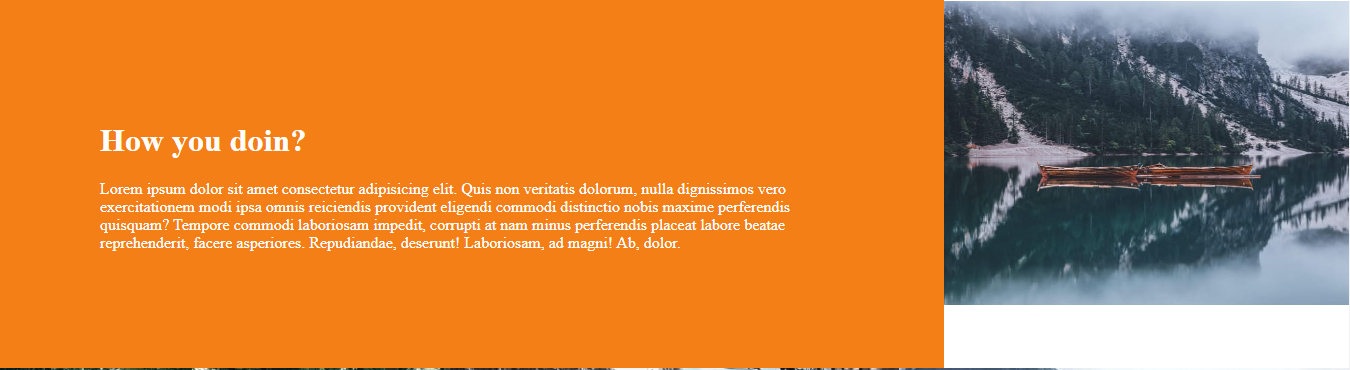 How you doin?
Lorem ipsum dolor sit amet consectetur adipisicing elit. Quis non veritatis dolorum, nulla dignissimos vero
exercitationem modi ipsa omnis reiciendis provident eligendi commodi distinctio nobis maxime perferendis
quisquam? Tempore commodi laboriosam impedit, corrupti at nam minus perferendis placeat labore beatae
reprehenderit, facere asperiores. Repudiandae, deserunt! Laboriosam, ad magni! Ab, dolor.